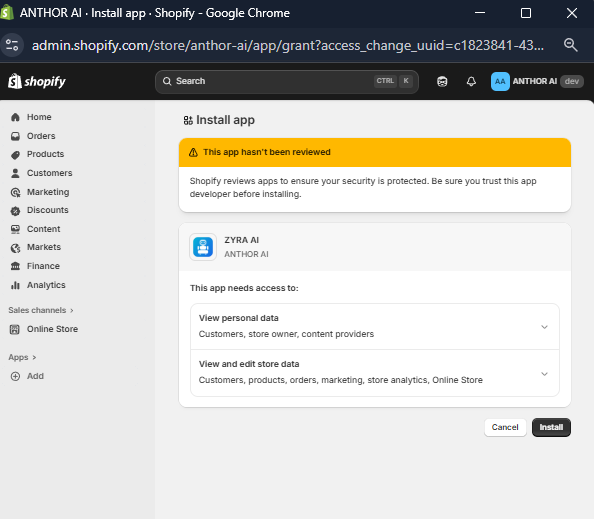 ANTHOR AI · Install app · Shopify - Google Chrome
admin.shopify.com/store/anthor-ai/app/grant?access_change_uuid=c1823841-43...
shopify
Search
CTRL K
AA
ANTHOR AI
dev
Home
Orders
Products
Customers
Marketing
Discounts
Content
Markets
Finance
Analytics
Sales channels >
Online Store
Apps >
Add
Install app
This app hasn't been reviewed
Shopify reviews apps to ensure your security is protected. Be sure you trust this app
developer before installing.
ZYRA AI
ANTHOR AI
This app needs access to:
View personal data
Customers, store owner, content providers
View and edit store data
Customers, products, orders, marketing, store analytics, Online Store
Cancel
Install